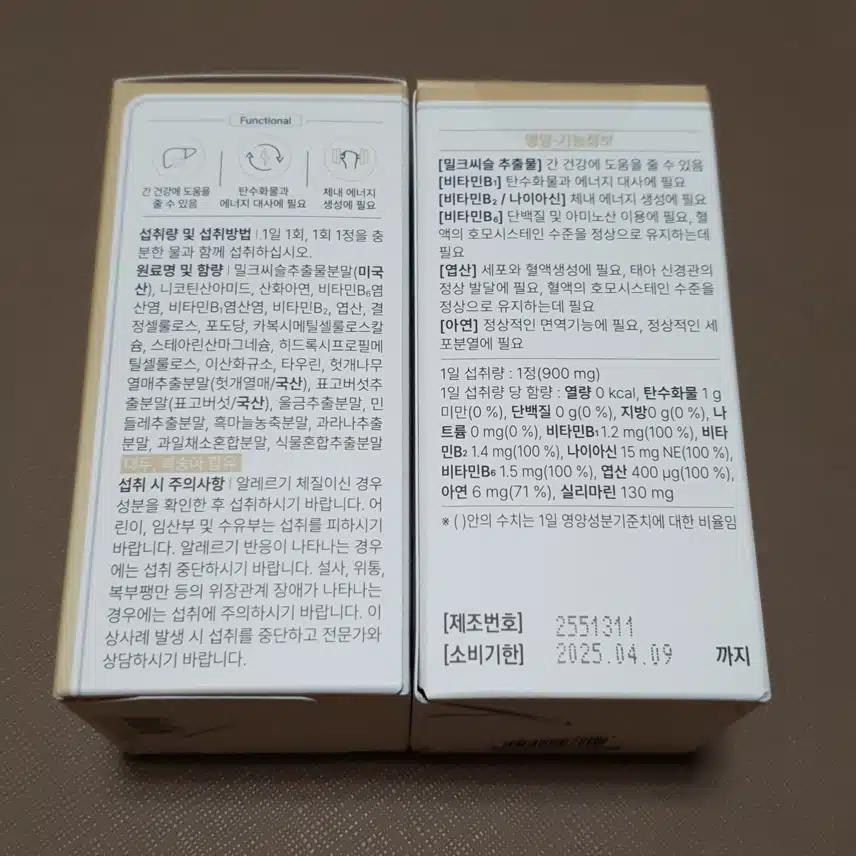 Functional
간 건강에 도움을
줄 수 있음
탄수화물과
에너지 대사에 필요
체내 에너지
생성에 필요
섭취량 및 섭취방법 | 1일 1회, 1회 1정을 충
분한 물과 함께 섭취하십시오.
원료명 및 함량 | 밀크씨슬추출물분말(미국
산), 니코틴산아미드, 산화아연, 비타민B₆염
산염, 비타민B₁염산염, 비타민B₂, 엽산, 결
정셀룰로스, 포도당, 카복시메틸셀룰로스칼
슘, 스테아린산마그네슘, 히드록시프로필메
틸셀룰로스, 이산화규소, 타우린, 헛개나무
열매추출분말(헛개열매/국산), 표고버섯추
출분말(표고버섯/국산), 울금추출분말, 민
들레추출분말, 흑마늘농축분말, 과라나추출
분말, 과일채소혼합분말, 식물혼합추출분말
대두, 복숭아 함유
섭취 시 주의사항 | 알레르기 체질이신 경우
성분을 확인한 후 섭취하시기 바랍니다. 어
린이, 임산부 및 수유부는 섭취를 피하시기
바랍니다. 알레르기 반응이 나타나는 경우
에는 섭취 중단하시기 바랍니다. 설사, 위통,
복부팽만 등의 위장관계 장애가 나타나는
경우에는 섭취에 주의하시기 바랍니다. 이
상사례 발생 시 섭취를 중단하고 전문가와
상담하시기 바랍니다.
영양·기능정보
[밀크씨슬 추출물] 간 건강에 도움을 줄 수 있음
[비타민B₁] 탄수화물과 에너지 대사에 필요
[비타민B₂ / 나이아신] 체내 에너지 생성에 필요
[비타민B₆] 단백질 및 아미노산 이용에 필요, 혈
액의 호모시스테인 수준을 정상으로 유지하는데
필요
[엽산] 세포와 혈액생성에 필요, 태아 신경관의
정상 발달에 필요, 혈액의 호모시스테인 수준을
정상으로 유지하는데 필요
[아연] 정상적인 면역기능에 필요, 정상적인 세
포분열에 필요
1일 섭취량 : 1정(900 mg)
1일 섭취량 당 함량 : 열량 0 kcal, 탄수화물 1 g
미만(0 %), 단백질 0 g(0 %), 지방0 g(0 %), 나
트륨 0 mg(0 %), 비타민B₁ 1.2 mg(100 %), 비타
민B₂ 1.4 mg(100 %), 나이아신 15 mg NE(100 %),
비타민B₆ 1.5 mg(100 %), 엽산 400 μg(100 %),
아연 6 mg(71 %), 실리마린 130 mg
※ ( )안의 수치는 1일 영양성분기준치에 대한 비율임
[제조번호] 2551311
[소비기한] 2025.04.09 까지